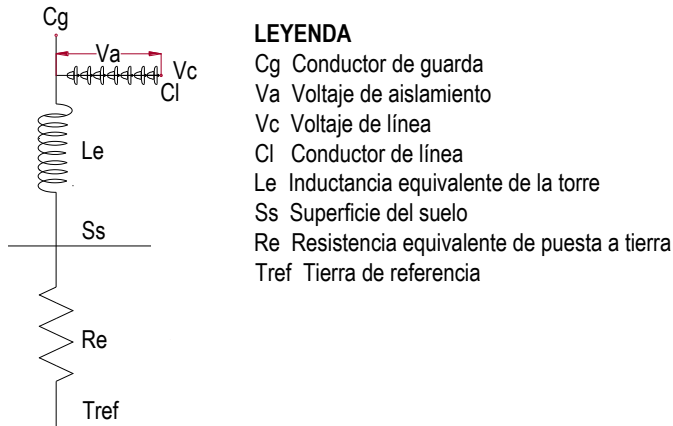 Cg
Va
Vc
Cl
Le
Ss
Re
Tref
LEYENDA
Cg Conductor de guarda
Va Voltaje de aislamiento
Vc Voltaje de línea
Cl Conductor de línea
Le Inductancia equivalente de la torre
Ss Superficie del suelo
Re Resistencia equivalente de puesta a tierra
Tref Tierra de referencia